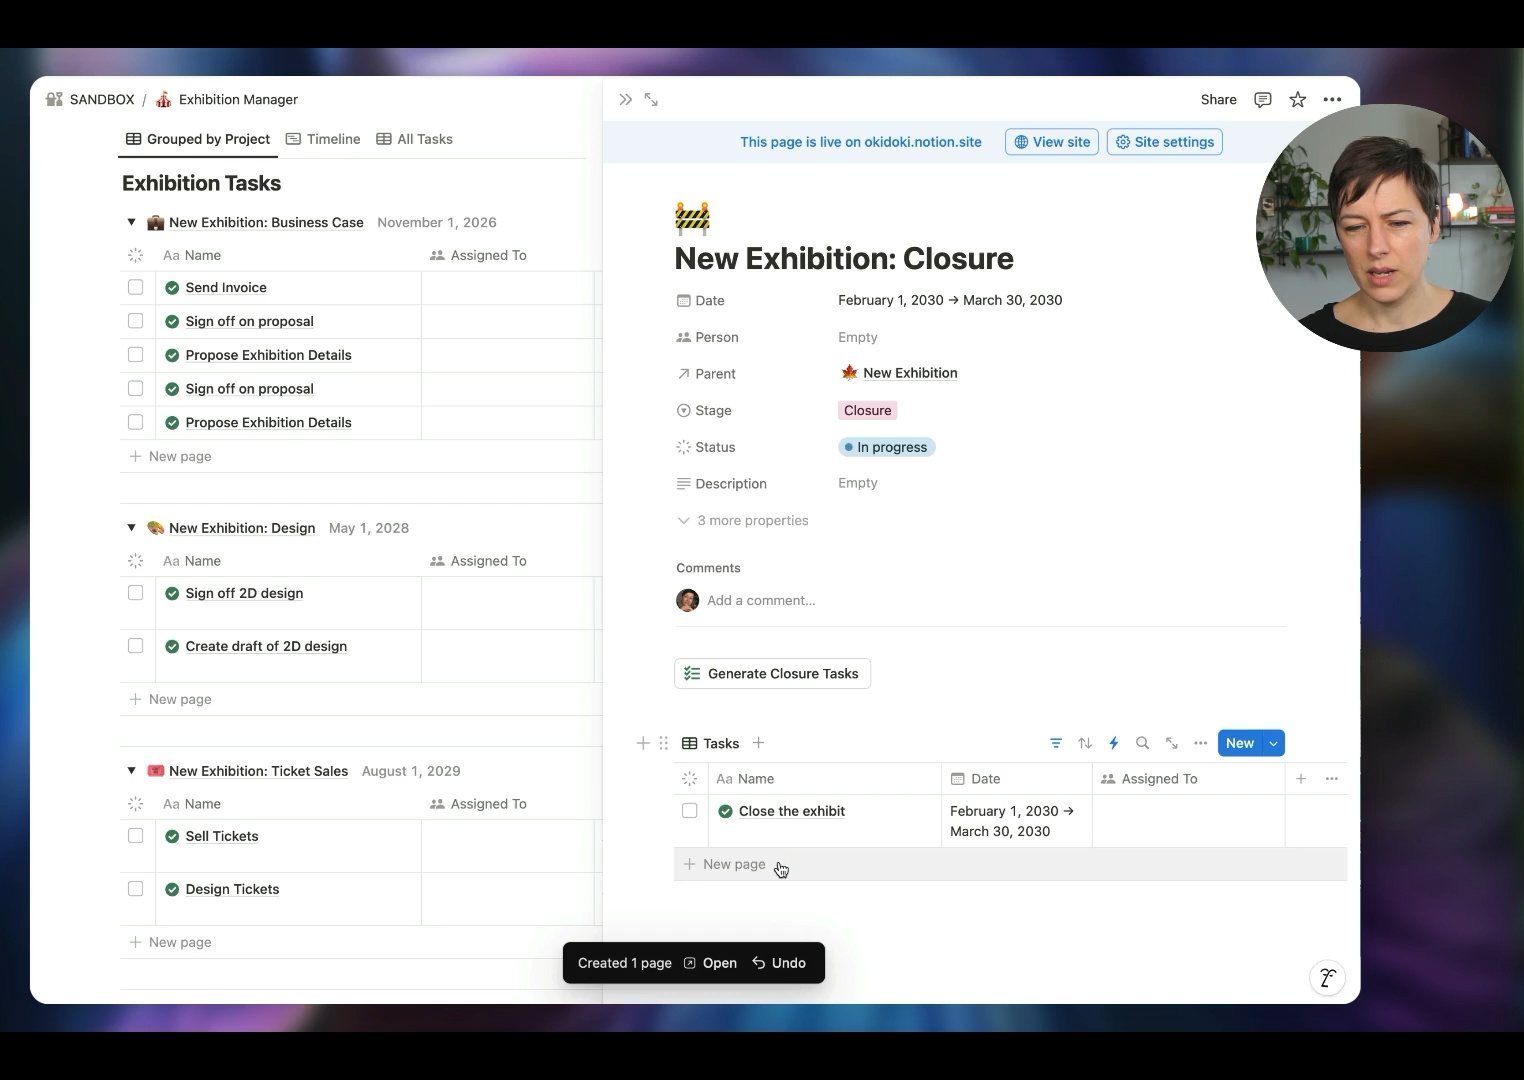 SANDBOX / Exhibition Manager
Grouped by Project Timeline All Tasks
Exhibition Tasks
New Exhibition: Business Case November 1, 2026
Aa Name Assigned To
Send Invoice
Sign off on proposal
Propose Exhibition Details
Sign off on proposal
Propose Exhibition Details
New page
New Exhibition: Design May 1, 2028
Aa Name Assigned To
Sign off 2D design
Create draft of 2D design
New page
New Exhibition: Ticket Sales August 1, 2029
Aa Name Assigned To
Sell Tickets
Design Tickets
New page
Share
This page is live on okidoki.notion.site View site Site settings
New Exhibition: Closure
Date February 1, 2030 → March 30, 2030
Person Empty
Parent New Exhibition
Stage Closure
Status In progress
Description Empty
3 more properties
Comments
Add a comment...
Generate Closure Tasks
Tasks New
Aa Name Date Assigned To
Close the exhibit February 1, 2030 →
March 30, 2030
New page
Created 1 page Open Undo